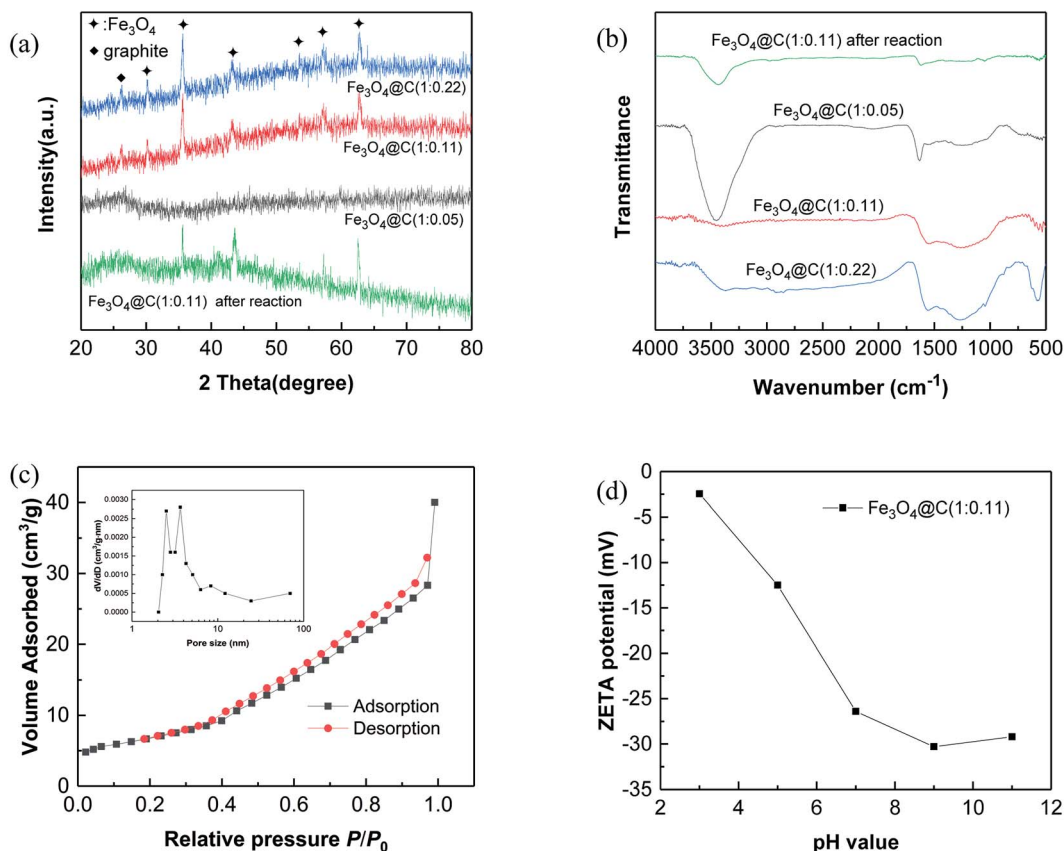 (a)
✦ :Fe₃O₄
◆ graphite
Fe₃O₄@C(1:0.22)
Fe₃O₄@C(1:0.11)
Fe₃O₄@C(1:0.05)
Fe₃O₄@C(1:0.11) after reaction
Intensity(a.u.)
20 30 40 50 60 70 80
2 Theta(degree)
(b)
Fe₃O₄@C(1:0.11) after reaction
Fe₃O₄@C(1:0.05)
Fe₃O₄@C(1:0.11)
Fe₃O₄@C(1:0.22)
Transmittance
4000 3500 3000 2500 2000 1500 1000 500
Wavenumber (cm⁻¹)
(c)
Volume Adsorbed (cm³/g)
40
30
20
10
0
dV/dD (cm³/g·nm)
0.0030
0.0025
0.0020
0.0015
0.0010
0.0005
0.0000
1 10 100
Pore size (nm)
Adsorption
Desorption
0.0 0.2 0.4 0.6 0.8 1.0
Relative pressure P/P₀
(d)
Fe₃O₄@C(1:0.11)
ZETA potential (mV)
0
-5
-10
-15
-20
-25
-30
-35
2 4 6 8 10 12
pH value